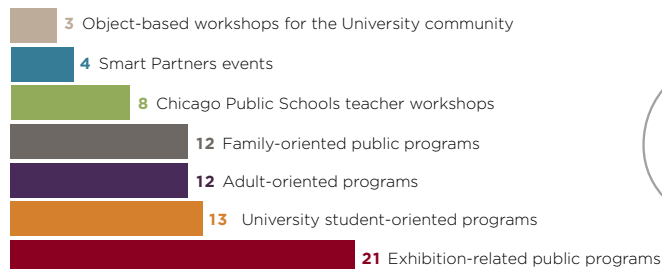 3 Object-based workshops for the University community
4 Smart Partners events
8 Chicago Public Schools teacher workshops
12 Family-oriented public programs
12 Adult-oriented programs
13 University student-oriented programs
21 Exhibition-related public programs